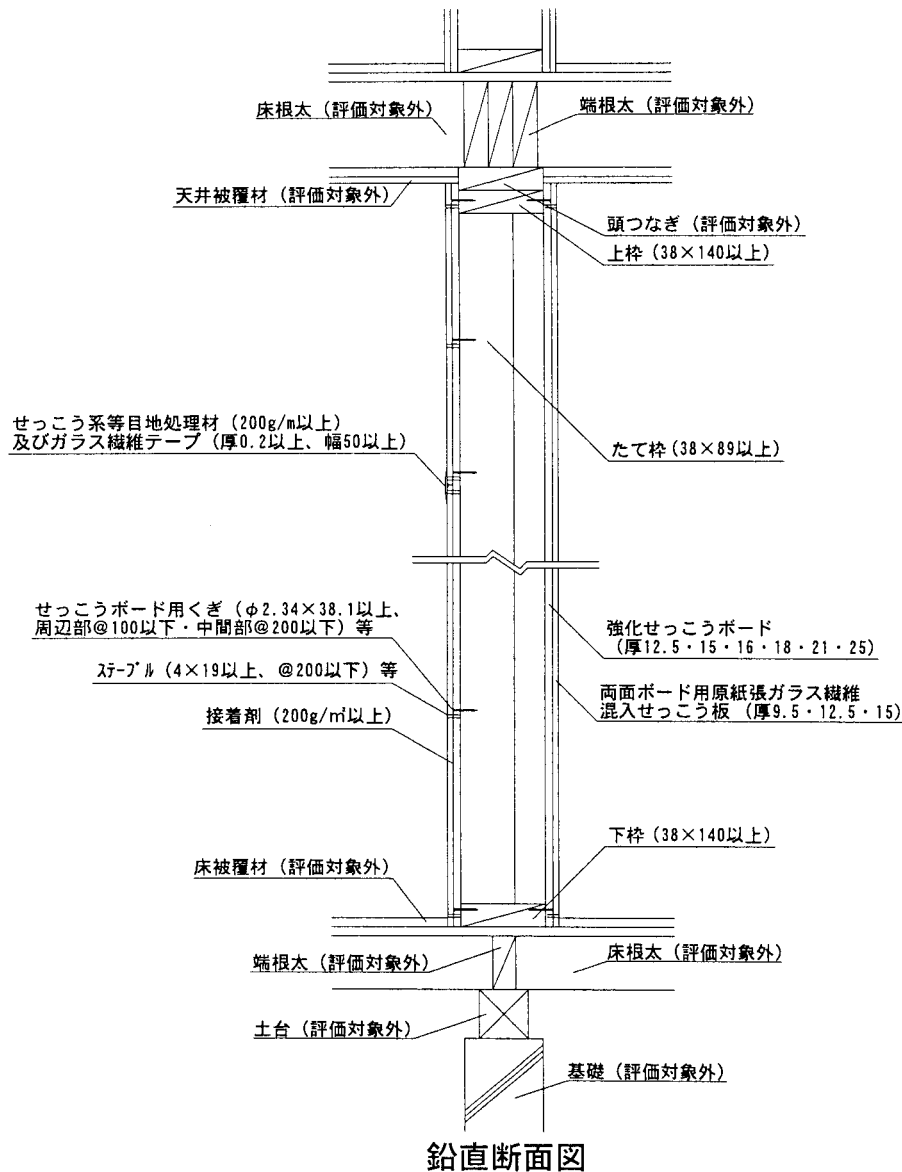 床根太（評価対象外）
端根太（評価対象外）
天井被覆材（評価対象外）
頭つなぎ（評価対象外）
上枠（38×140以上）
せっこう系等目地処理材（200g/m以上）
及びガラス繊維テープ（厚0.2以上、幅50以上）
たて枠（38×89以上）
せっこうボード用くぎ（φ2.34×38.1以上、
周辺部@100以下・中間部@200以下）等
ステープル（4×19以上、@200以下）等
接着剤（200g/㎡以上）
強化せっこうボード
（厚12.5・15・16・18・21・25）
両面ボード用原紙張ガラス繊維
混入せっこう板（厚9.5・12.5・15）
下枠（38×140以上）
床被覆材（評価対象外）
端根太（評価対象外）
床根太（評価対象外）
土台（評価対象外）
基礎（評価対象外）
鉛直断面図